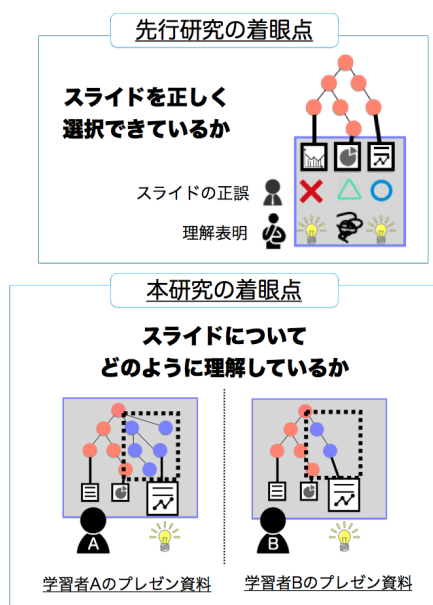 先行研究の着眼点
スライドを正しく
選択できているか
スライドの正誤
理解表明
本研究の着眼点
スライドについて
どのように理解しているか
A
B
学習者Aのプレゼン資料
学習者Bのプレゼン資料